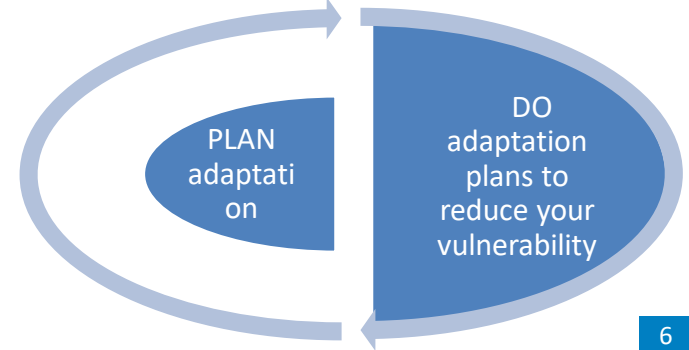 PLAN
adaptati
on
DO
adaptation
plans to
reduce your
vulnerability
6